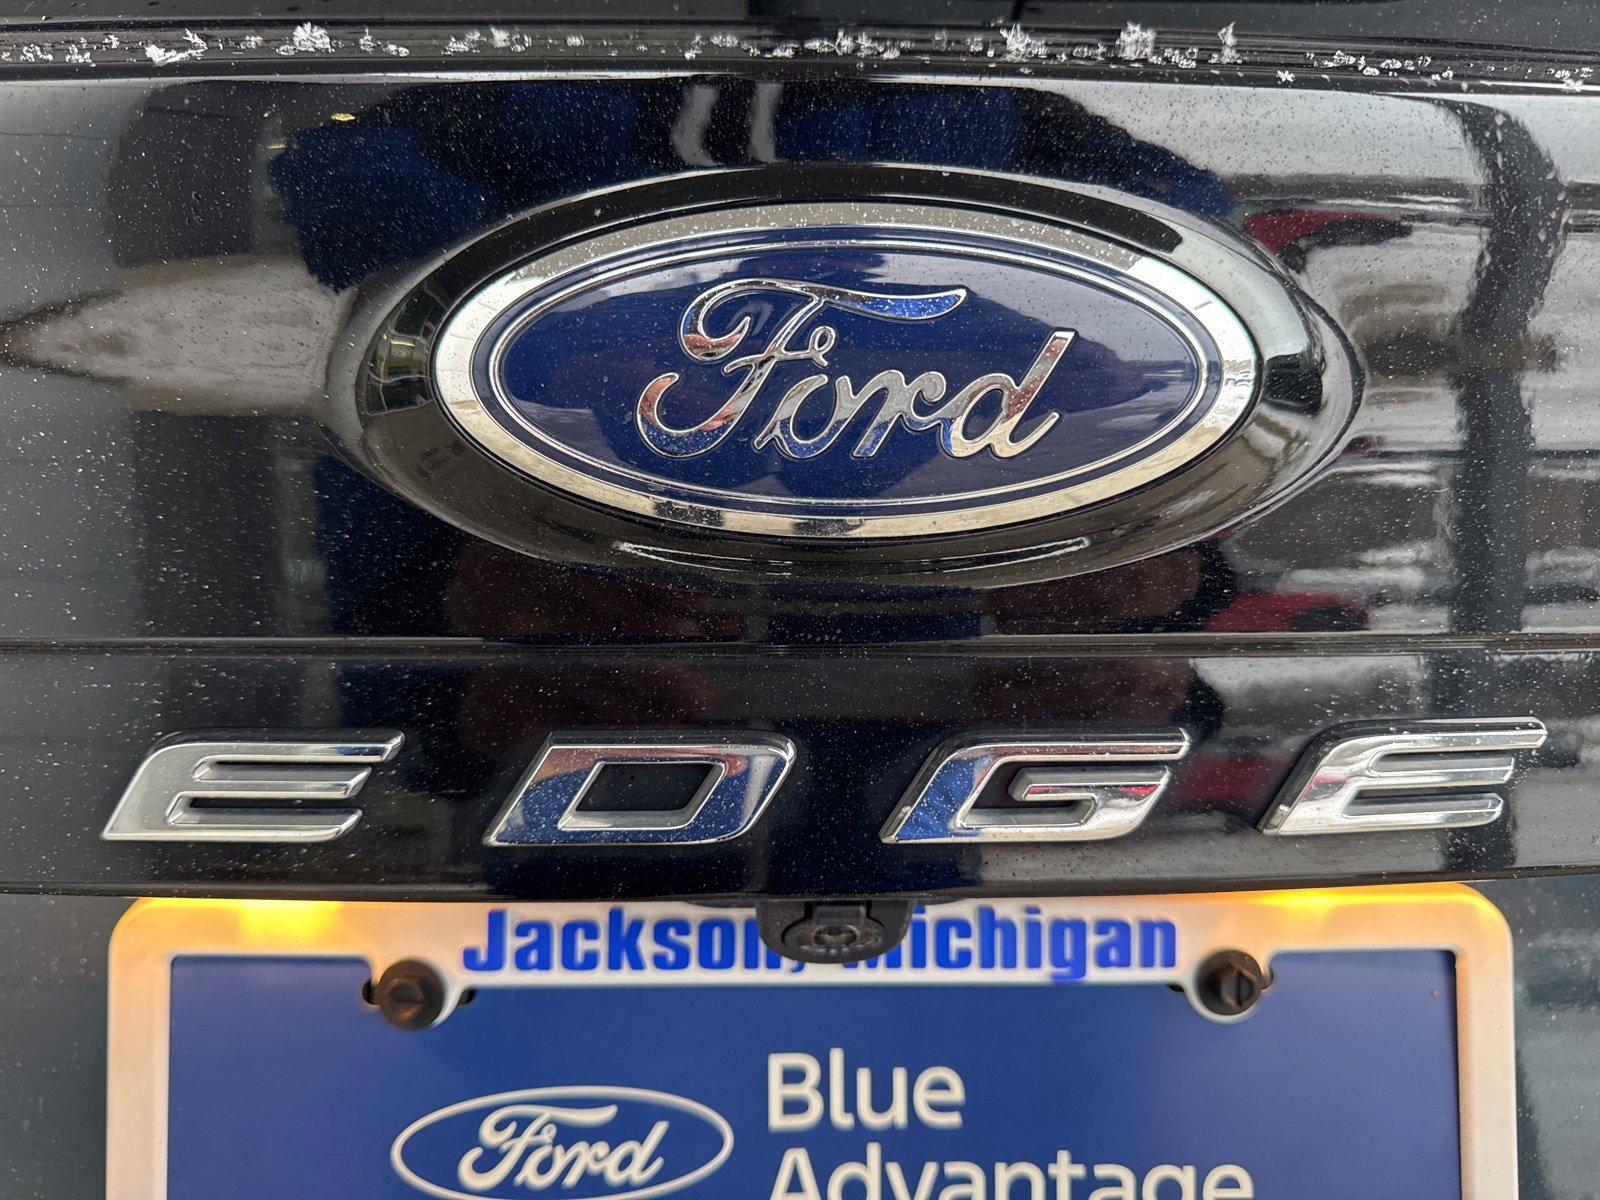 Ford
EDGE
Jackson, Michigan
Ford
Blue
Advantage